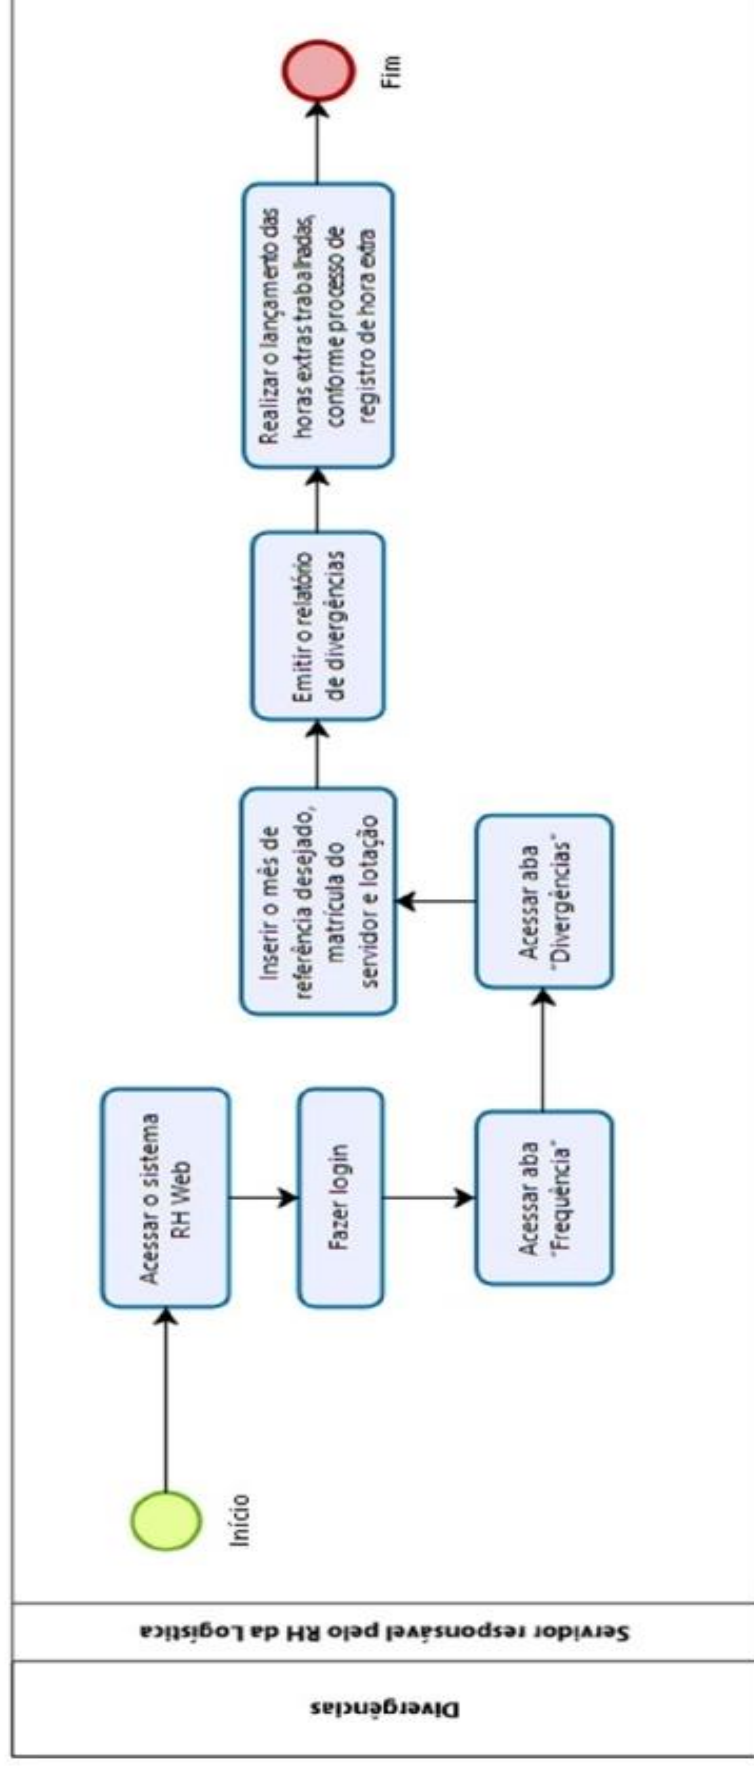 Divergências
Servidor responsável pelo RH da Logística
Início
Acessar o sistema
RH Web
Fazer login
Acessar aba
"Frequência"
Acessar aba
"Divergências"
Inserir o mês de
referência desejado,
matrícula do
servidor e lotação
Emitir o relatório
de divergências
Realizar o lançamento das
horas extras trabalhadas,
conforme processo de
registro de hora extra
Fim